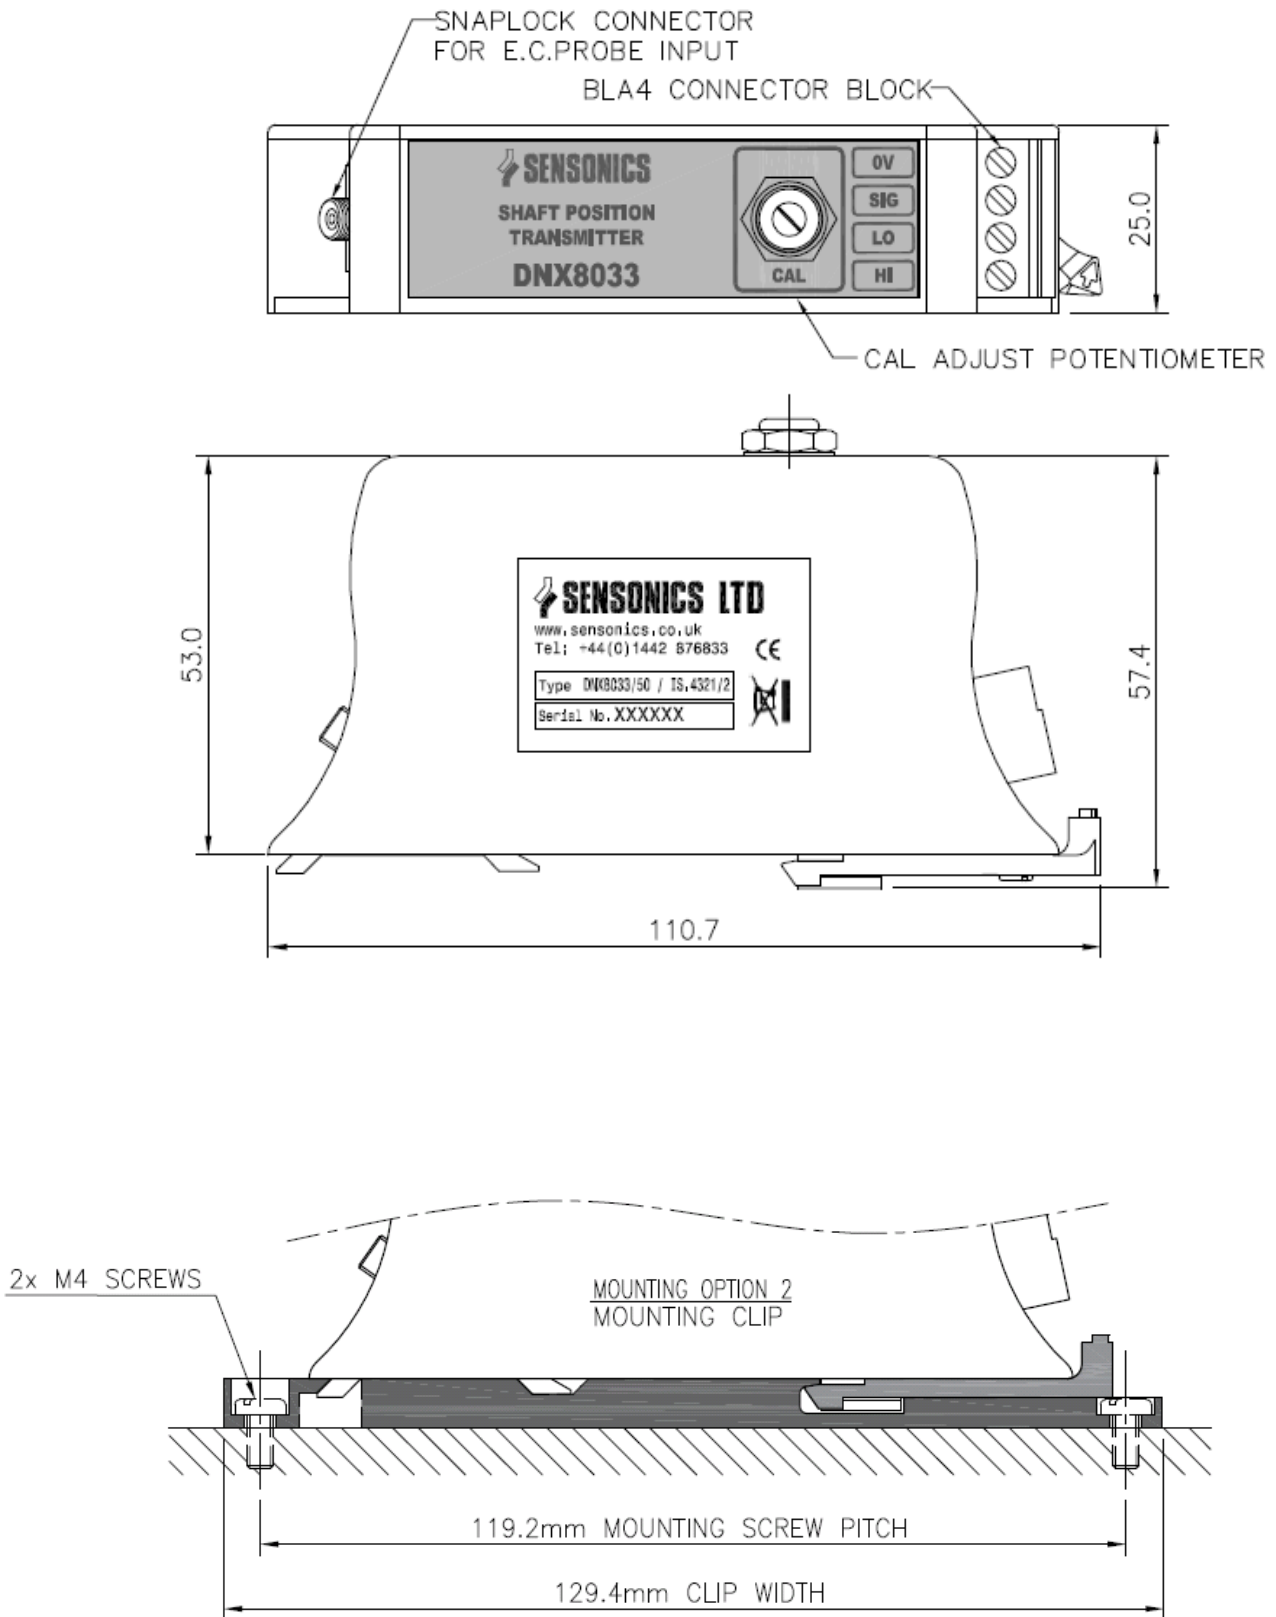 SNAPLOCK CONNECTOR
FOR E.C.PROBE INPUT
BLA4 CONNECTOR BLOCK
SENSONICS
SHAFT POSITION
TRANSMITTER
DNX8033
CAL
0V
SIG
LO
HI
25.0
CAL ADJUST POTENTIOMETER
53.0
SENSONICS LTD
www.sensonics.co.uk
Tel: +44(0)1442 876833
CE
Type DNX8033/50 / IS.4321/2
Serial No. XXXXXX
57.4
110.7
2x M4 SCREWS
MOUNTING OPTION 2
MOUNTING CLIP
119.2mm MOUNTING SCREW PITCH
129.4mm CLIP WIDTH